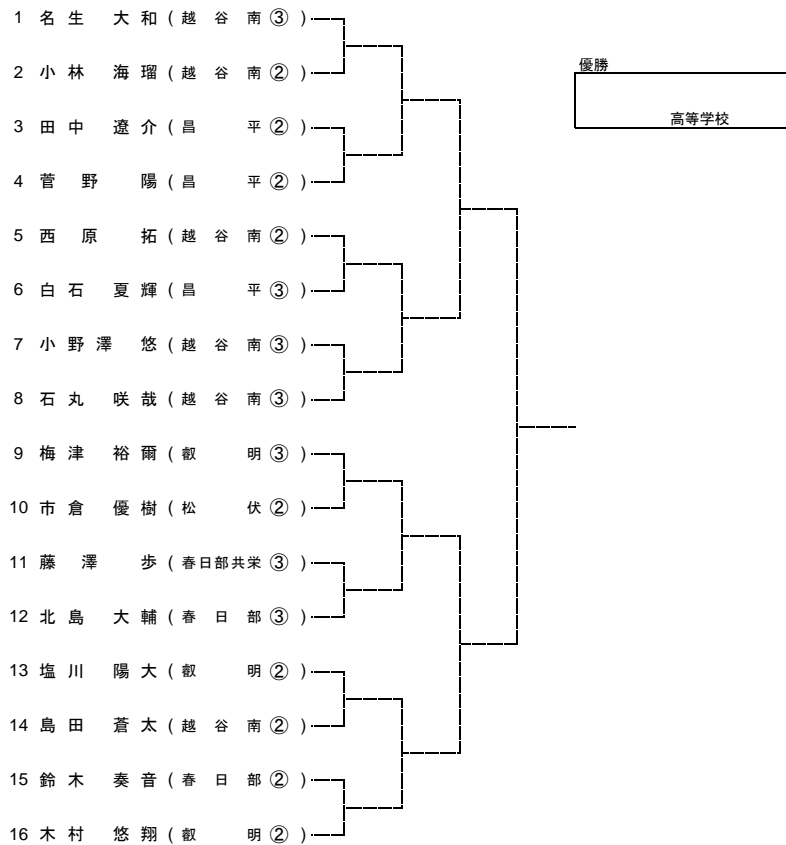 1 名生 大和 (越谷南③)
2 小林 海瑠 (越谷南②)
優勝
3 田中 遼介 (昌平②)
高等学校
4 菅野 陽 (昌平②)
5 西原 拓 (越谷南②)
6 白石 夏輝 (昌平③)
7 小野澤 悠 (越谷南③)
8 石丸 咲哉 (越谷南③)
9 梅津 裕爾 (叡明③)
10 市倉 優樹 (松伏②)
11 藤澤 歩 (春日部共栄③)
12 北島 大輔 (春日部③)
13 塩川 陽大 (叡明②)
14 島田 蒼太 (越谷南②)
15 鈴木 奏音 (春日部②)
16 木村 悠翔 (叡明②)